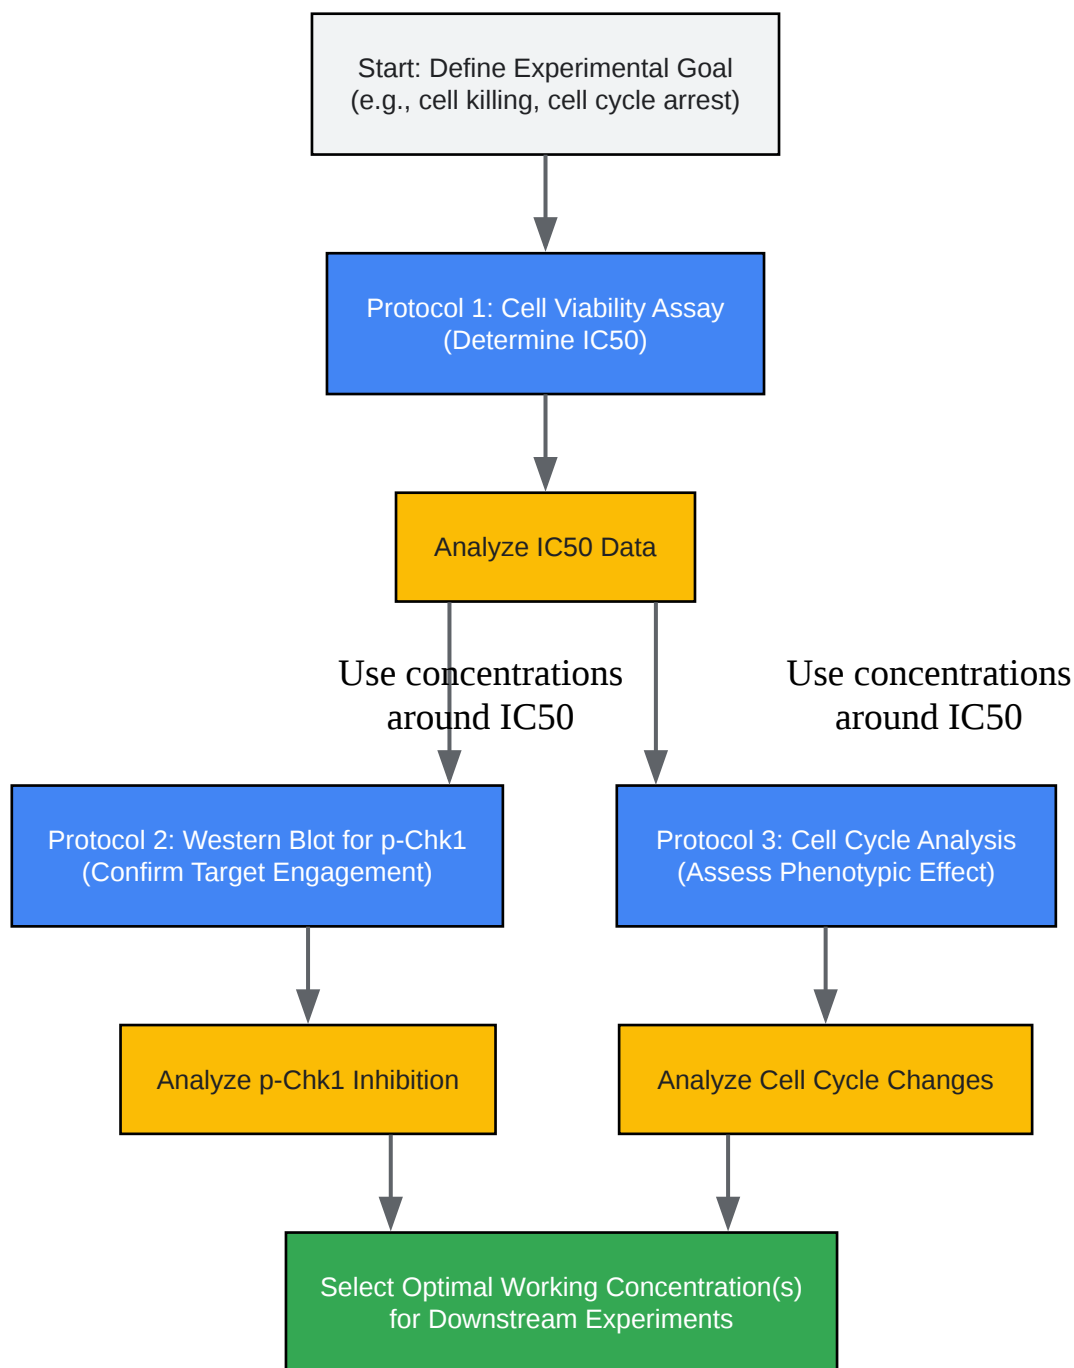 Start: Define Experimental Goal
(e.g., cell killing, cell cycle arrest)
Protocol 1: Cell Viability Assay
(Determine IC50)
Analyze IC50 Data
Use concentrations
around IC50
Use concentrations
around IC50
Protocol 2: Western Blot for p-Chk1
(Confirm Target Engagement)
Protocol 3: Cell Cycle Analysis
(Assess Phenotypic Effect)
Analyze p-Chk1 Inhibition
Analyze Cell Cycle Changes
Select Optimal Working Concentration(s)
for Downstream Experiments